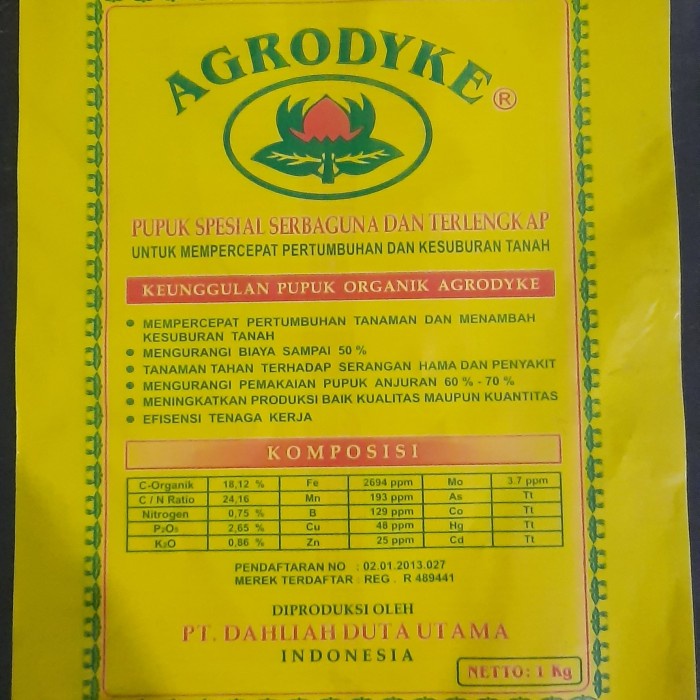 AGRODYKE ®
PUPUK SPESIAL SERBAGUNA DAN TERLENGKAP
UNTUK MEMPERCEPAT PERTUMBUHAN DAN KESUBURAN TANAH
KEUNGGULAN PUPUK ORGANIK AGRODYKE
• MEMPERCEPAT PERTUMBUHAN TANAMAN DAN MENAMBAH
KESUBURAN TANAH
• MENGURANGI BIAYA SAMPAI 50 %
• TANAMAN TAHAN TERHADAP SERANGAN HAMA DAN PENYAKIT
• MENGURANGI PEMAKAIAN PUPUK ANJURAN 60 % - 70 %
• MENINGKATKAN PRODUKSI BAIK KUALITAS MAUPUN KUANTITAS
• EFISENSI TENAGA KERJA
KOMPOSISI
C-Organik 18,12 % Fe 2694 ppm Mo 3.7 ppm
C / N Ratio 24,16 Mn 193 ppm As Tt
Nitrogen 0,75 % B 129 ppm Co Tt
P₂O₅ 2,65 % Cu 48 ppm Hg Tt
K₂O 0,86 % Zn 25 ppm Cd Tt
PENDAFTARAN NO : 02.01.2013.027
MEREK TERDAFTAR : REG . R 489441
DIPRODUKSI OLEH
PT. DAHLIAH DUTA UTAMA
INDONESIA
NETTO: 1 Kg